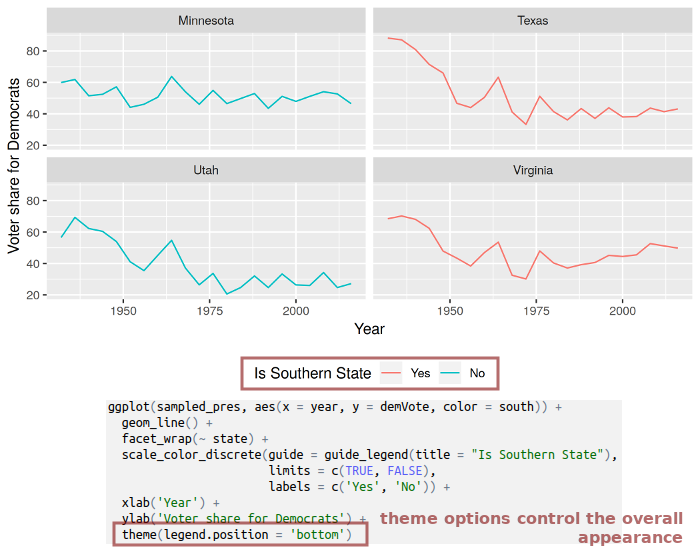 Minnesota
Texas
80
60
40
20
Utah
Virginia
80
60
40
20
Voter share for Democrats
1950
1975
2000
1950
1975
2000
Year
Is Southern State Yes No
ggplot(sampled_pres, aes(x = year, y = demVote, color = south)) +
geom_line() +
facet_wrap(~ state) +
scale_color_discrete(guide = guide_legend(title = "Is Southern State"),
limits = c(TRUE, FALSE),
labels = c('Yes', 'No')) +
xlab('Year') +
ylab('Voter share for Democrats') +
theme(legend.position = 'bottom')
theme options control the overall
appearance